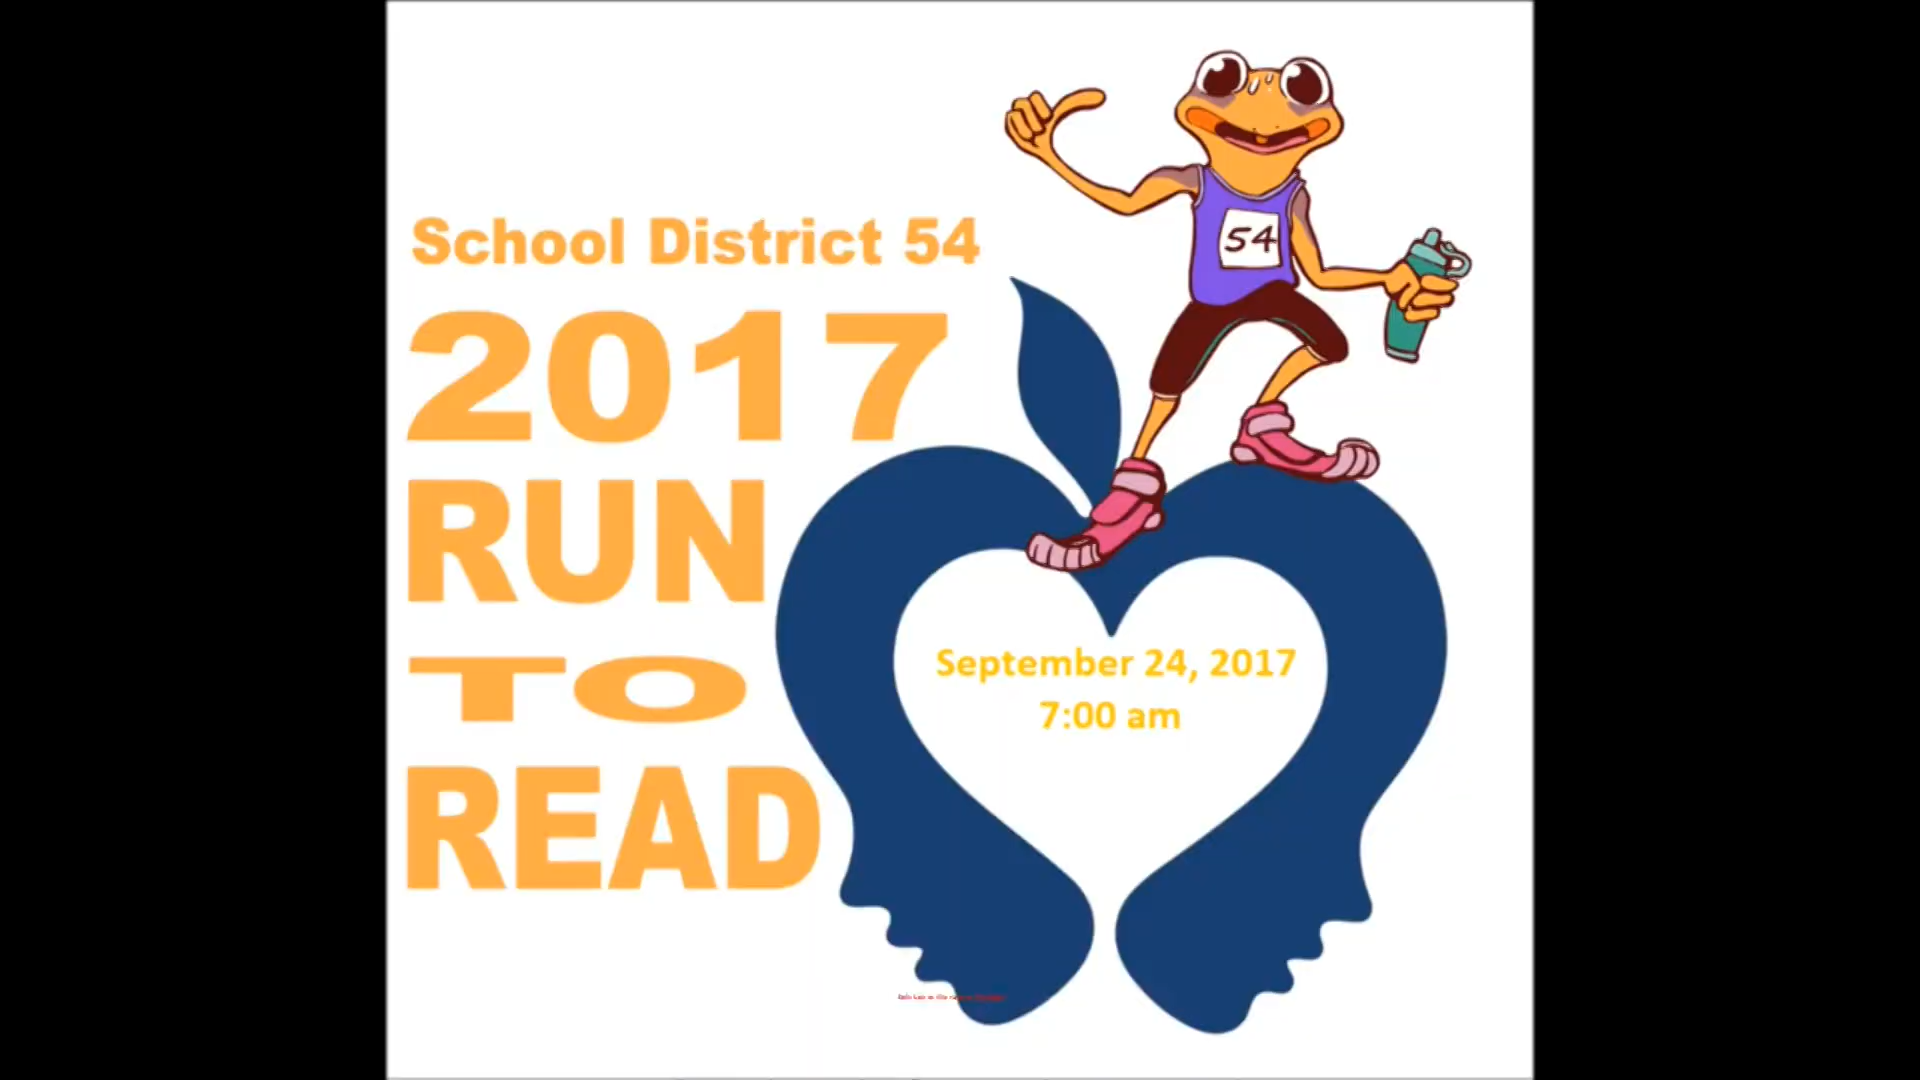 School District 54
2017
RUN
TO
READ
54
September 24, 2017
7:00 am